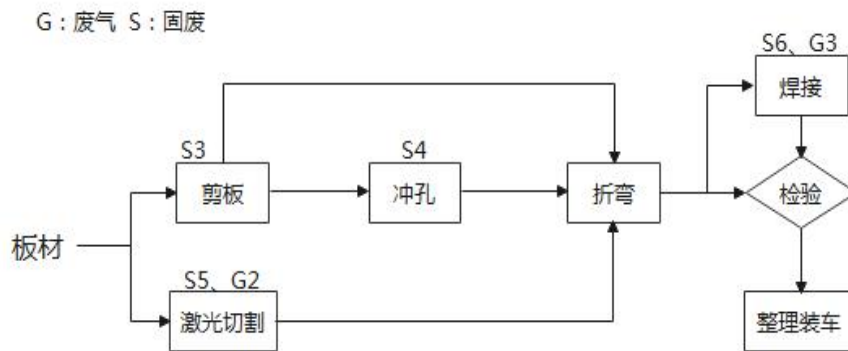 G：废气 S：固废
S6、G3
焊接
S3
S4
剪板
冲孔
折弯
检验
板材
S5、G2
激光切割
整理装车